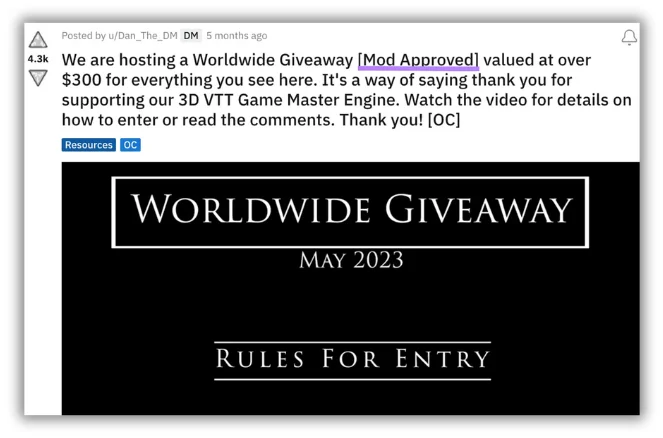 Posted by u/Dan_The_DM DM 5 months ago
4.3k
We are hosting a Worldwide Giveaway [Mod Approved] valued at over
$300 for everything you see here. It's a way of saying thank you for
supporting our 3D VTT Game Master Engine. Watch the video for details on
how to enter or read the comments. Thank you! [OC]
Resources OC
WORLDWIDE GIVEAWAY
MAY 2023
RULES FOR ENTRY